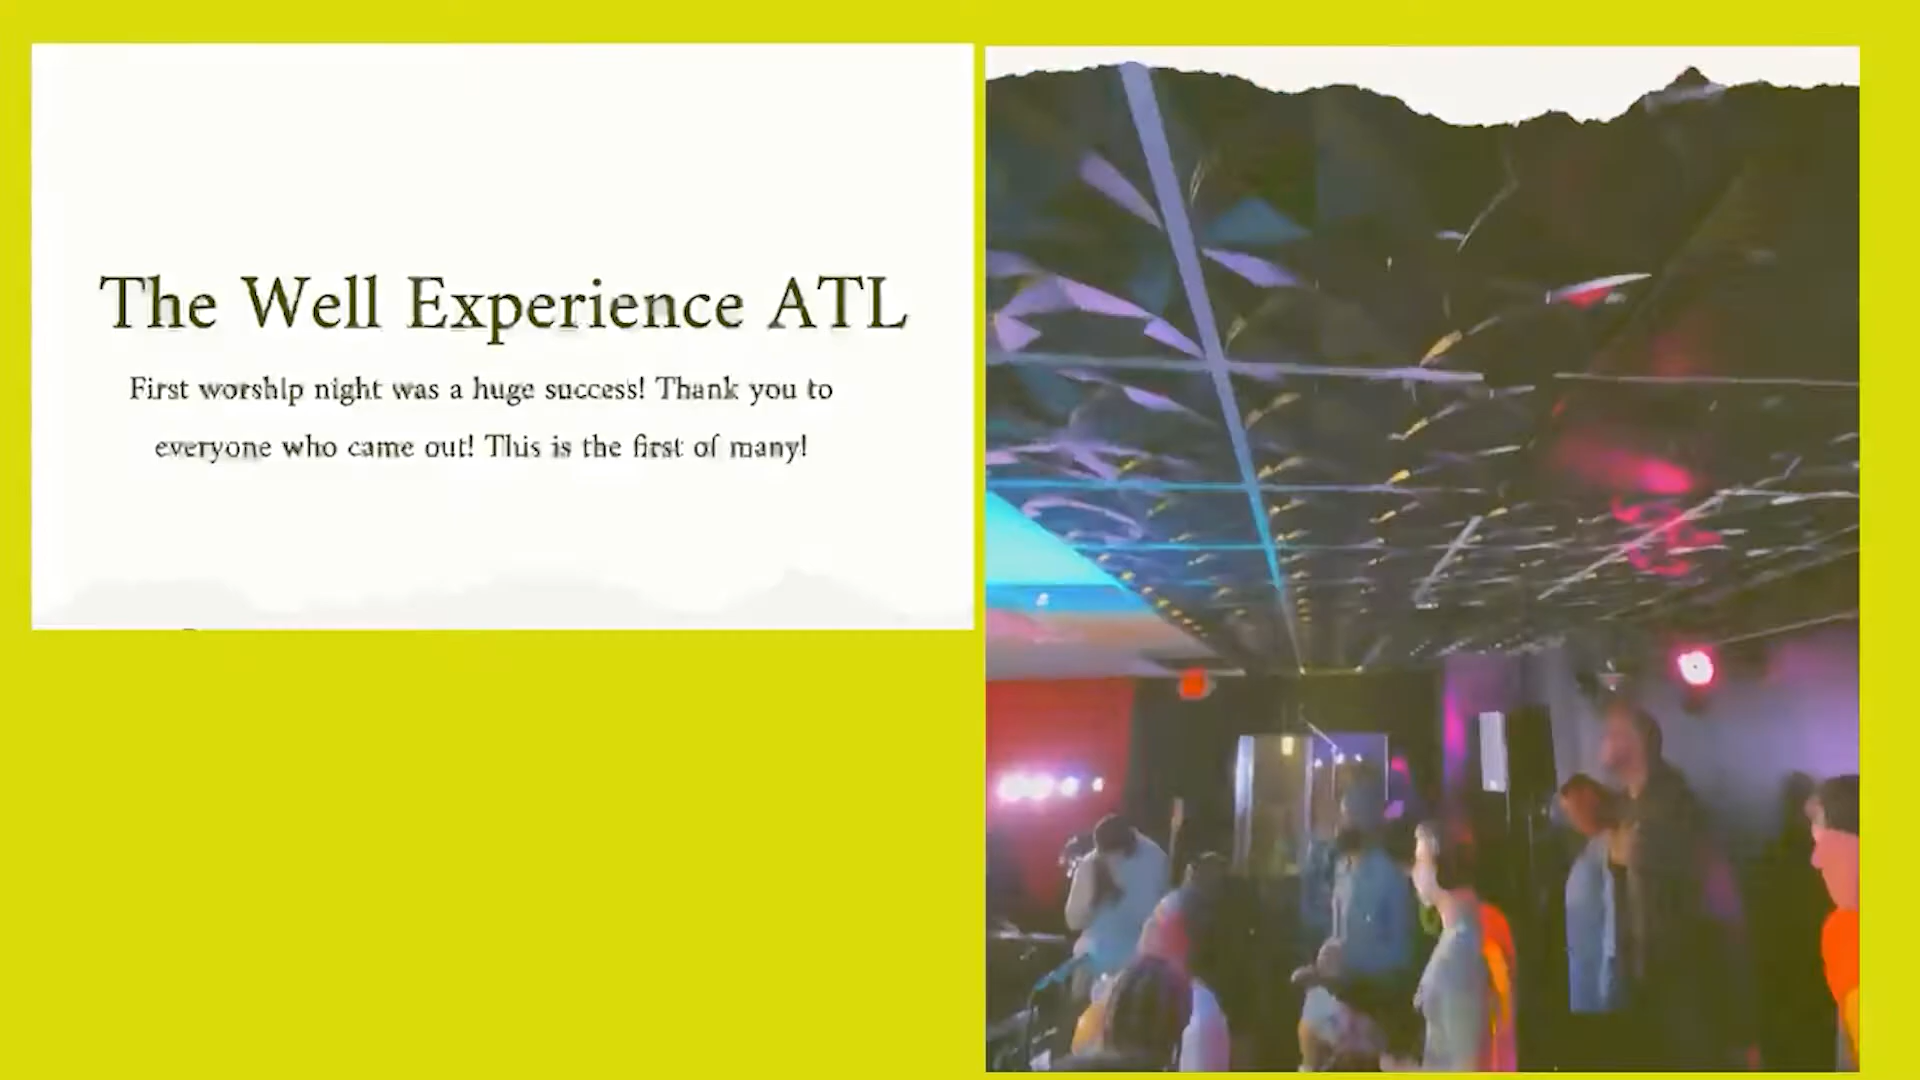 The Well Experience ATL
First worship night was a huge success! Thank you to
everyone who came out! This is the first of many!